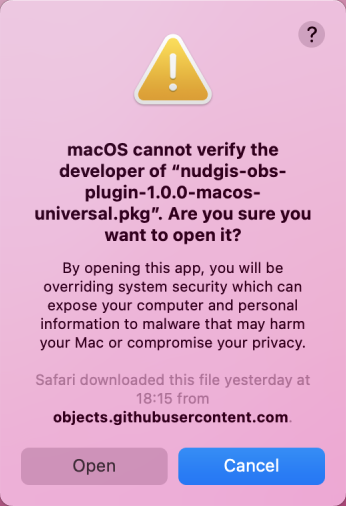 ?
macOS cannot verify the
developer of “nudgis-obs-
plugin-1.0.0-macos-
universal.pkg”. Are you sure you
want to open it?
By opening this app, you will be
overriding system security which can
expose your computer and personal
information to malware that may harm
your Mac or compromise your privacy.
Safari downloaded this file yesterday at
18:15 from
objects.githubusercontent.com.
Open
Cancel